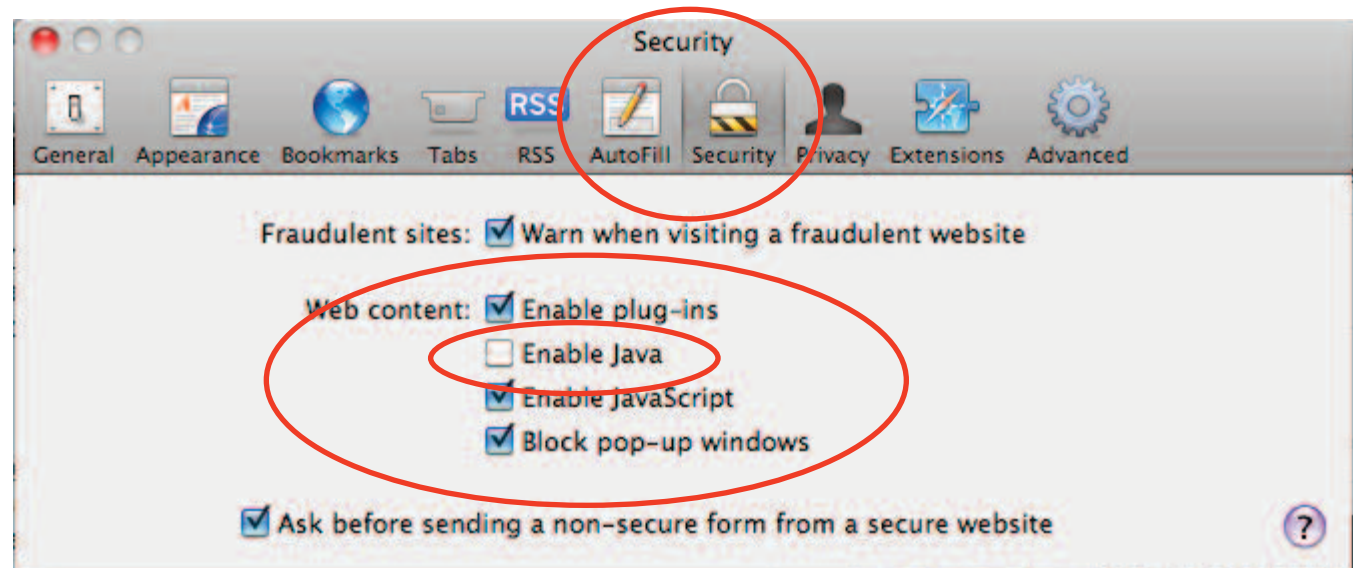 Security
RSS
General Appearance Bookmarks Tabs RSS AutoFill Security Privacy Extensions Advanced
Fraudulent sites: Warn when visiting a fraudulent website
Web content: Enable plug-ins
Enable Java
Enable JavaScript
Block pop-up windows
Ask before sending a non-secure form from a secure website
?